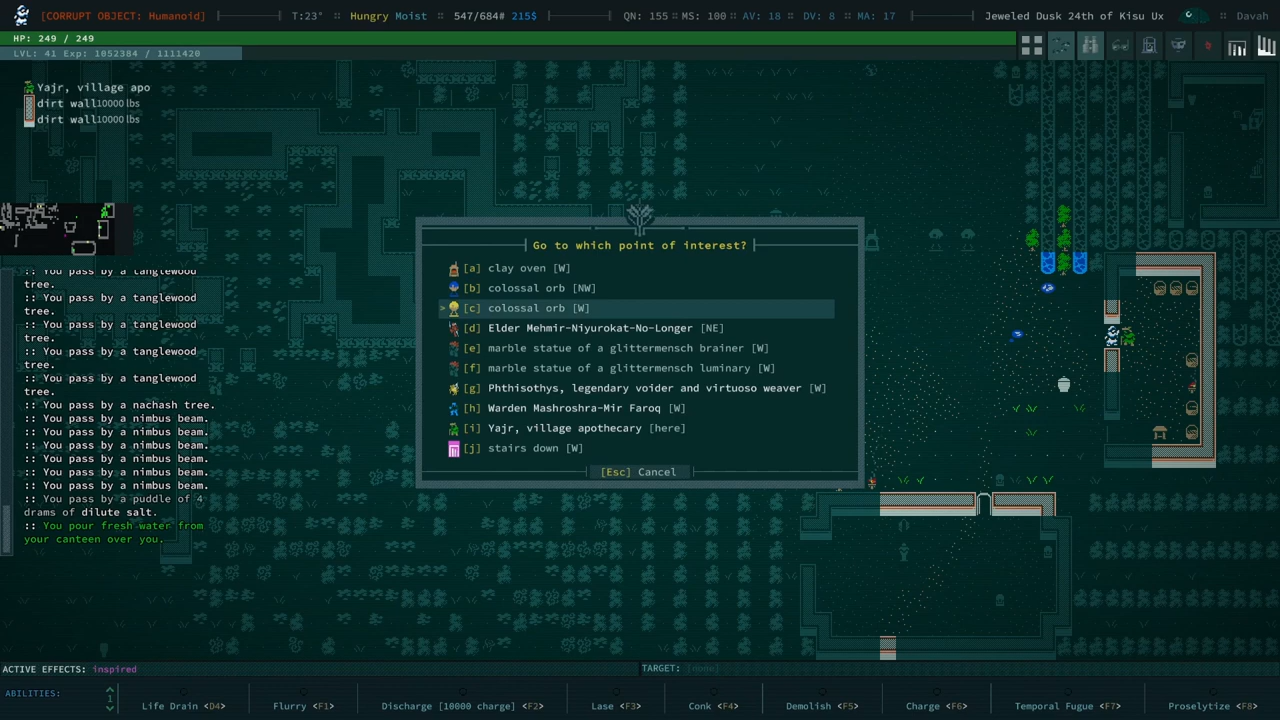 [CORRUPT OBJECT: Humanoid] T:23° Hungry Moist 547/684# 215$ QN: 155 MS: 100 AV: 18 DV: 8 MA: 17 Jeweled Dusk 24th of Kisu Ux Davah
HP: 249 / 249
LVL: 41 Exp: 1052384 / 1111420
Yajr, village apo
dirt wall10000 lbs
dirt wall10000 lbs
:: You pass by a tanglewood
tree.
:: You pass by a tanglewood
tree.
:: You pass by a tanglewood
tree.
:: You pass by a tanglewood
tree.
:: You pass by a tanglewood
tree.
:: You pass by a nachash tree.
:: You pass by a nimbus beam.
:: You pass by a nimbus beam.
:: You pass by a nimbus beam.
:: You pass by a nimbus beam.
:: You pass by a nimbus beam.
:: You pass by a nimbus beam.
:: You pass by a puddle of 4
drams of dilute salt.
:: You pour fresh water from
your canteen over you.
Go to which point of interest?
[a] clay oven [W]
[b] colossal orb [NW]
> [c] colossal orb [W]
[d] Elder Mehmir-Niyurokat-No-Longer [NE]
[e] marble statue of a glittermensch brainer [W]
[f] marble statue of a glittermensch luminary [W]
[g] Phthisothys, legendary voider and virtuoso weaver [W]
[h] Warden Mashroshra-Mir Faroq [W]
[i] Yajr, village apothecary [here]
[j] stairs down [W]
[Esc] Cancel
ACTIVE EFFECTS: inspired
TARGET: [none]
ABILITIES: 1 Life Drain <D4> Flurry <F1> Discharge [10000 charge] <F2> Lase <F3> Conk <F4> Demolish <F5> Charge <F6> Temporal Fugue <F7> Proselytize <F8>